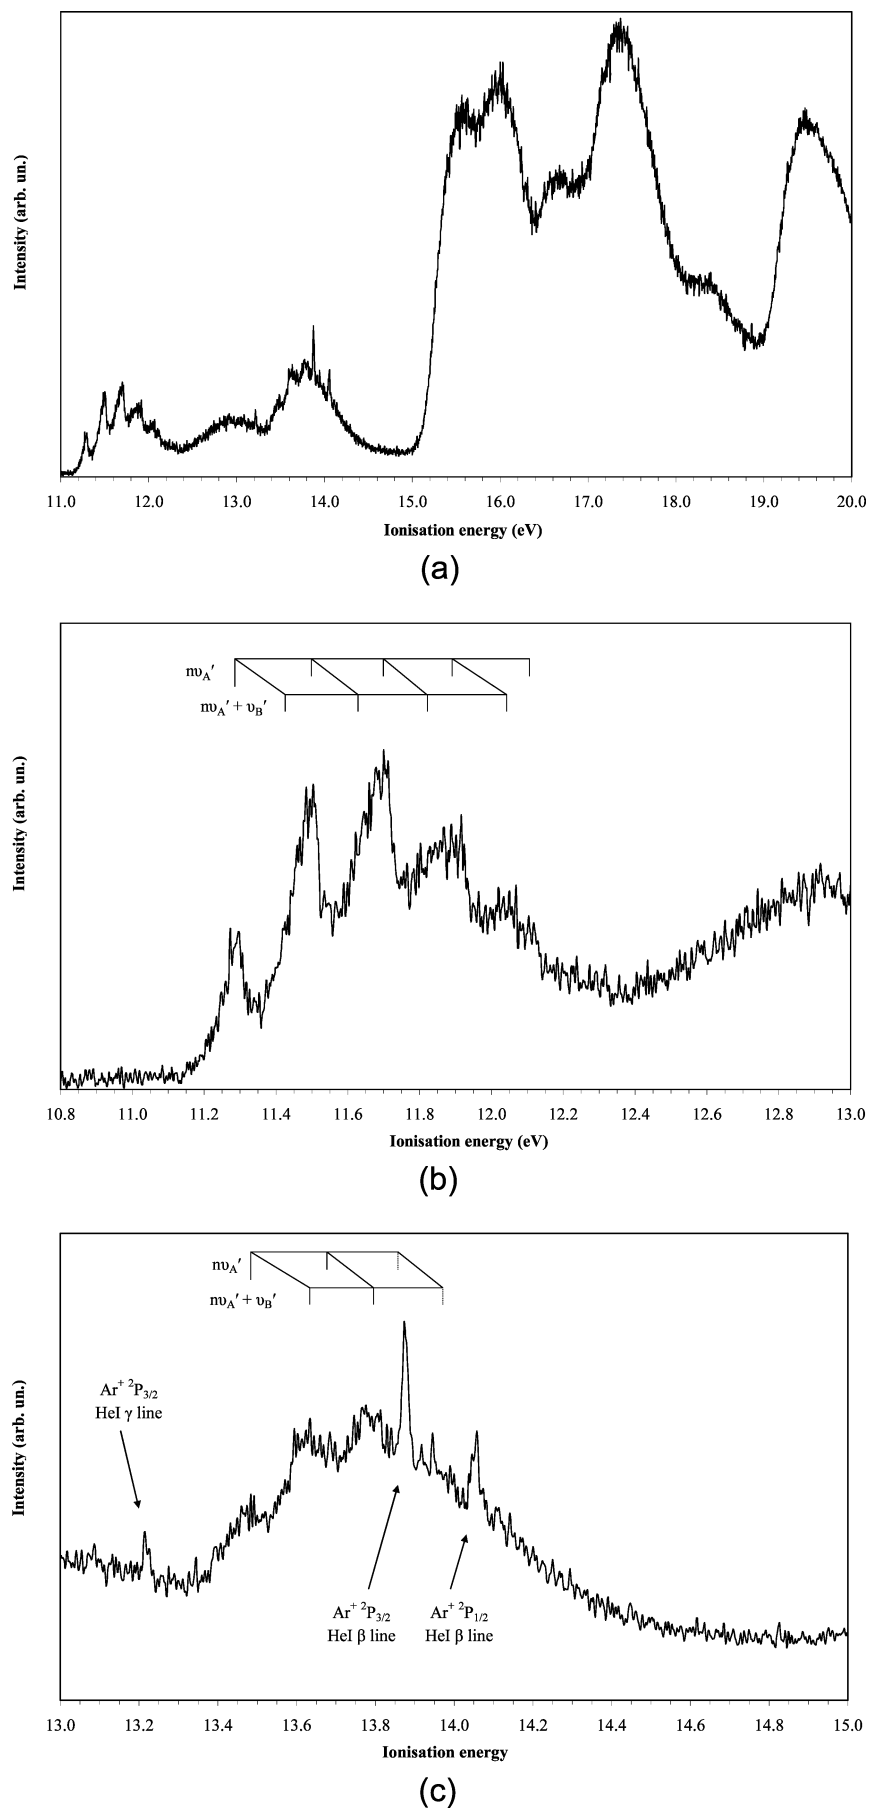 Intensity (arb. un.)
11.0 12.0 13.0 14.0 15.0 16.0 17.0 18.0 19.0 20.0
Ionisation energy (eV)
(a)
nυA′
nυA′ + υB′
Intensity (arb. un.)
10.8 11.0 11.2 11.4 11.6 11.8 12.0 12.2 12.4 12.6 12.8 13.0
Ionisation energy (eV)
(b)
nυA′
nυA′ + υB′
Ar+ 2P3/2
HeI γ line
Intensity (arb. un.)
Ar+ 2P3/2 Ar+ 2P1/2
HeI β line HeI β line
13.0 13.2 13.4 13.6 13.8 14.0 14.2 14.4 14.6 14.8 15.0
Ionisation energy
(c)